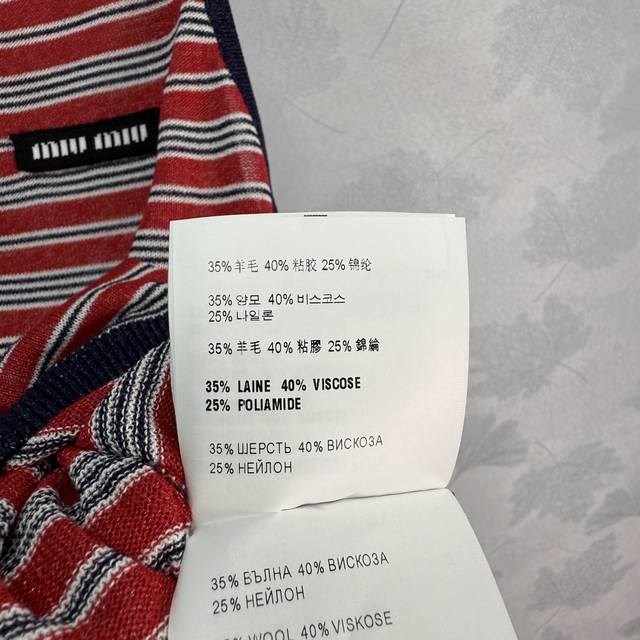 miu miu
35% 羊毛 40% 粘胶 25% 锦纶
35% 양모 40% 비스코스
25% 나일론
35% 羊毛 40% 粘膠 25% 錦綸
35% LAINE 40% VISCOSE
25% POLIAMIDE
35% ШЕРСТЬ 40% ВИСКОЗА
25% НЕЙЛОН
35% ВЪЛНА 40% ВИСКОЗА
25% НЕЙЛОН
WOOL 40% VISKOSE